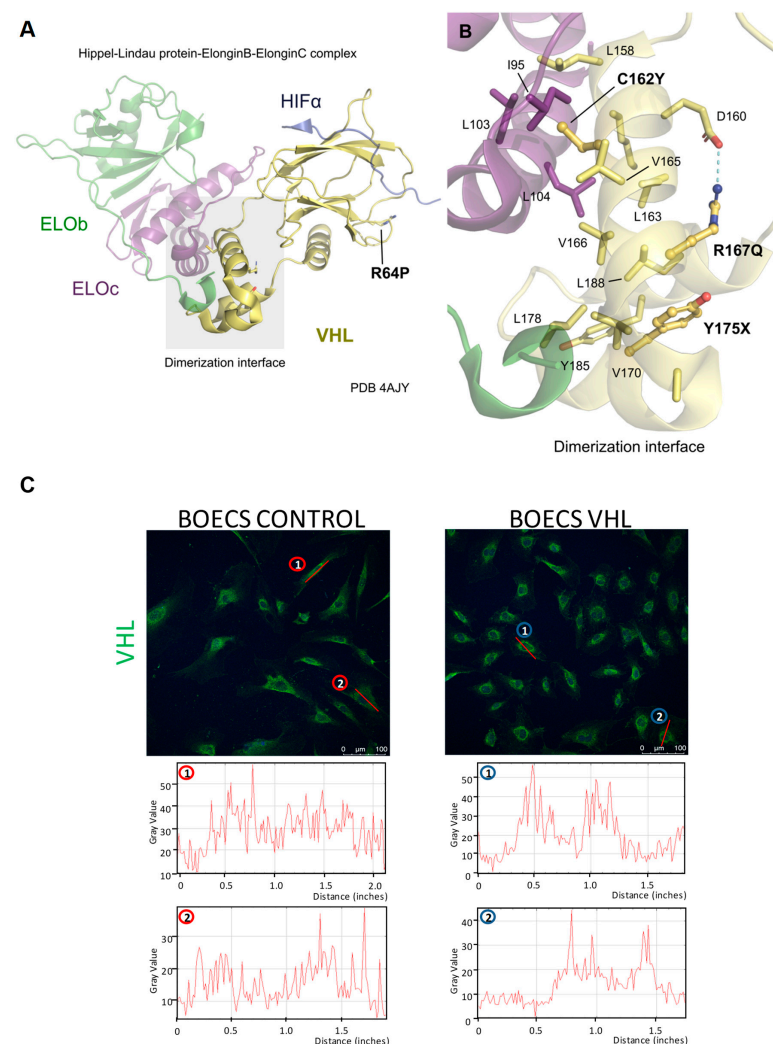 A
Hippel-Lindau protein-ElonginB-ElonginC complex
HIFα
ELOb
ELOc
R64P
VHL
Dimerization interface
PDB 4AJY
B
L158
I95
C162Y
D160
L103
V165
L104
L163
V166
R167Q
L188
L178
Y175X
Y185
V170
Dimerization interface
C
BOECS CONTROL
BOECS VHL
VHL
1
2
0 µm 100
1
2
0 µm 100
1
Gray Value
50
40
30
20
10
0 0.5 1.0 1.5 2.0
Distance (inches)
1
Gray Value
50
40
30
20
10
0
0 0.5 1.0 1.5
Distance (inches)
2
Gray Value
30
20
10
0
0 0.5 1.0 1.5
Distance (inches)
2
Gray Value
40
30
20
10
0
0 0.5 1.0 1.5
Distance (inches)